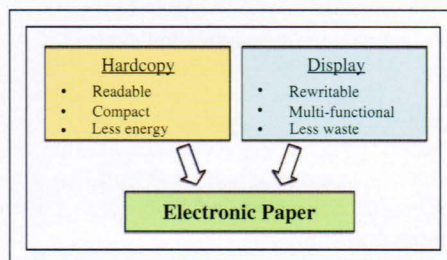 Hardcopy
• Readable
• Compact
• Less energy
Display
• Rewritable
• Multi-functional
• Less waste
Electronic Paper